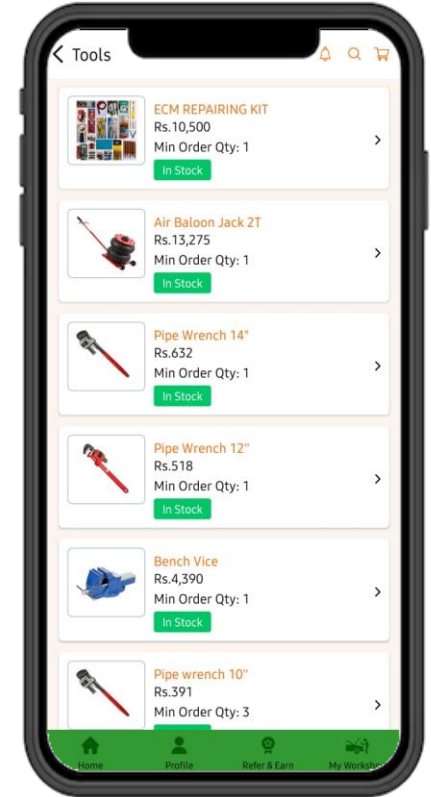 Tools
ECM REPAIRING KIT
Rs.10,500
Min Order Qty: 1
In Stock
Air Baloon Jack 2T
Rs.13,275
Min Order Qty: 1
In Stock
Pipe Wrench 14"
Rs.632
Min Order Qty: 1
In Stock
Pipe Wrench 12"
Rs.518
Min Order Qty: 1
In Stock
Bench Vice
Rs.4,390
Min Order Qty: 1
In Stock
Pipe wrench 10"
Rs.391
Min Order Qty: 3
Home Profile Refer & Earn My Worksho